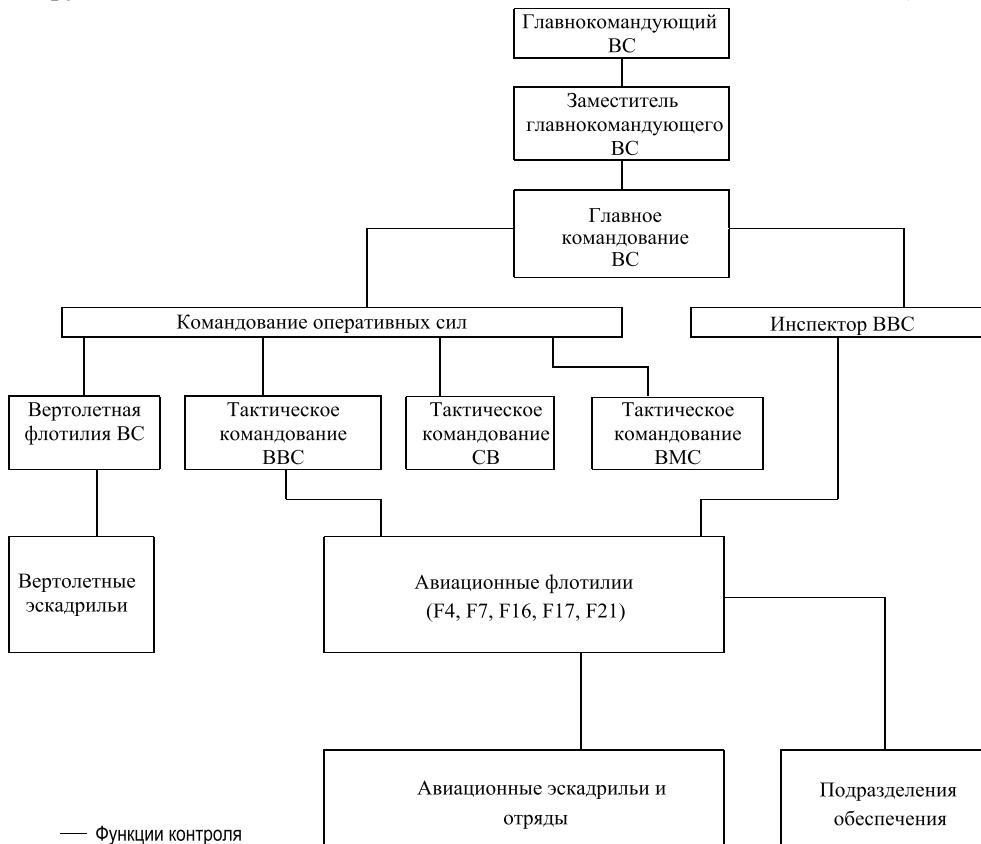 Главнокомандующий
ВС
Заместитель
главнокомандующего
ВС
Главное
командование
ВС
Командование оперативных сил
Инспектор ВВС
Вертолетная
флотилия ВС
Тактическое
командование
ВВС
Тактическое
командование
СВ
Тактическое
командование
ВМС
Вертолетные
эскадрильи
Авиационные флотилии
(F4, F7, F16, F17, F21)
Авиационные эскадрильи и
отряды
Подразделения
обеспечения
Функции контроля